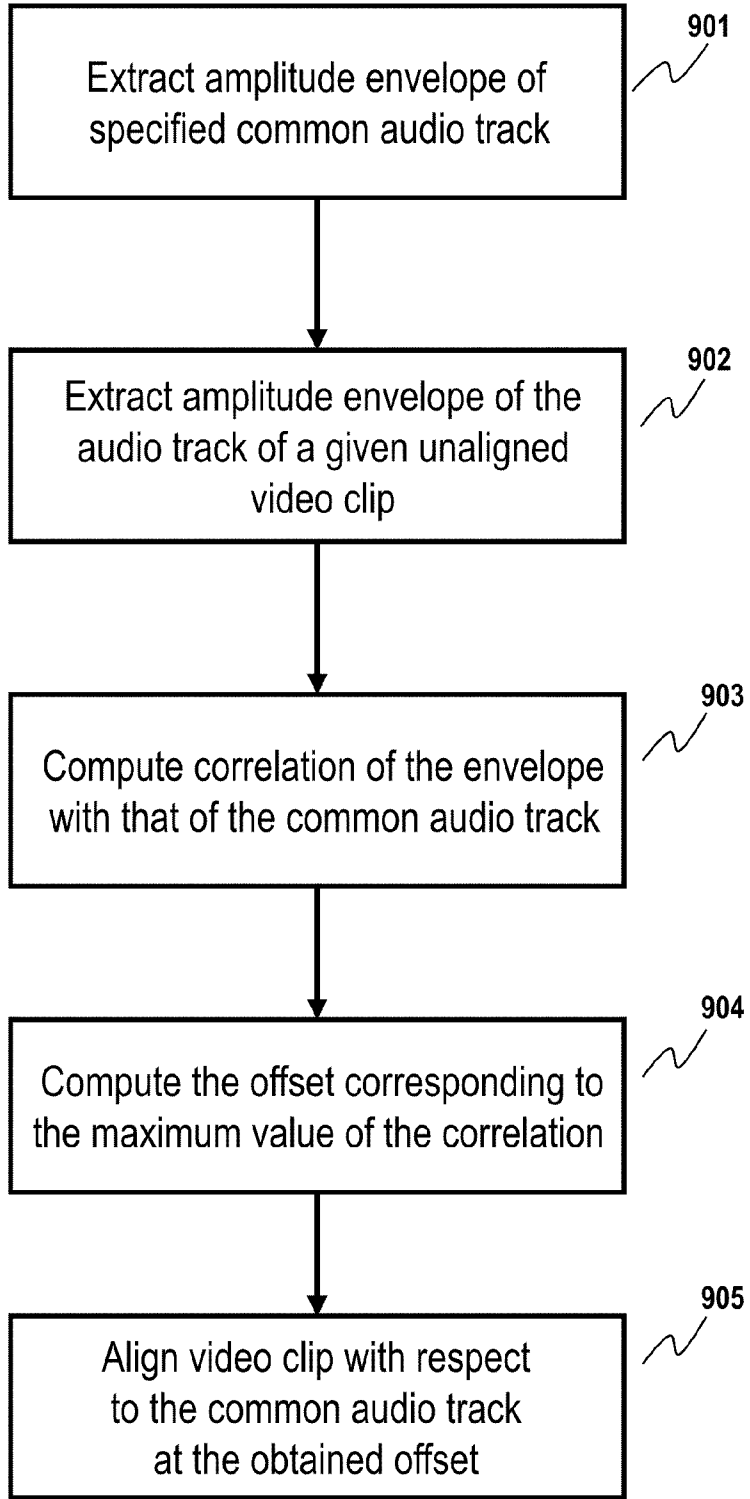 901
Extract amplitude envelope of
specified common audio track
902
Extract amplitude envelope of the
audio track of a given unaligned
video clip
903
Compute correlation of the envelope
with that of the common audio track
904
Compute the offset corresponding to
the maximum value of the correlation
905
Align video clip with respect
to the common audio track
at the obtained offset